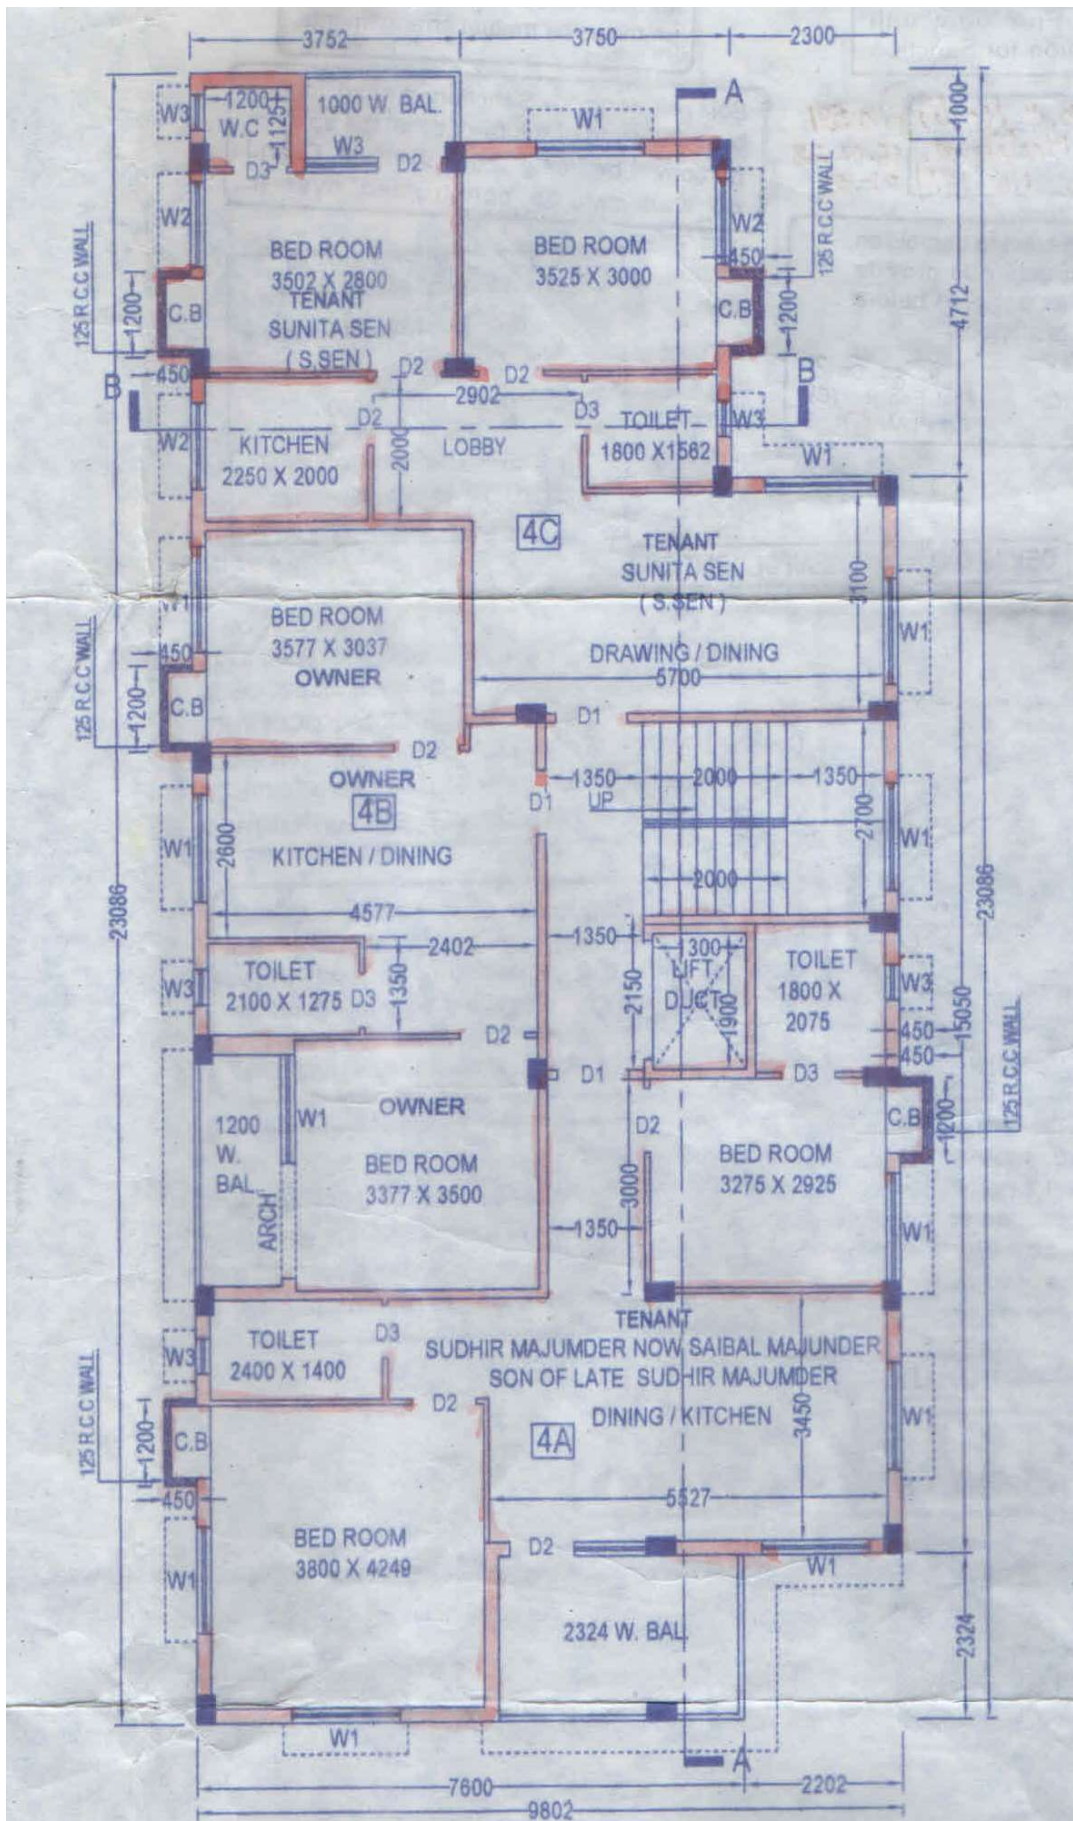 3752
3750
2300
A
1200
W.C
1125
1000 W. BAL.
W3
W1
W3
D3
D2
1000
W2
BED ROOM
3502 X 2800
TENANT
SUNITA SEN
( S.SEN )
BED ROOM
3525 X 3000
W2
450
125 R.C.C WALL
125 R.C.C WALL
1200
C.B
C.B
1200
4712
450
B
D2
D2
B
2902
D2
D3
W2
KITCHEN
2250 X 2000
2000
LOBBY
TOILET
1800 X1562
W3
W1
4C
TENANT
SUNITA SEN
( S.SEN )
3100
W1
BED ROOM
3577 X 3037
OWNER
DRAWING / DINING
5700
W1
450
125 R.C.C WALL
1200
C.B
D2
D1
OWNER
4B
KITCHEN / DINING
2600
W1
4577
D1
1350
2000
1350
UP
2000
2700
W1
23086
23086
2402
1350
TOILET
2100 X 1275
D3
1350
W3
D2
2150
1300
LIFT
DUCT
1900
TOILET
1800 X
2075
W3
450
450
15050
125 R.C.C WALL
D1
D3
OWNER
1200
W.
BAL.
W1
ARCH
BED ROOM
3377 X 3500
D2
3000
1350
BED ROOM
3275 X 2925
C.B
1200
W1
TENANT
SUDHIR MAJUMDER NOW SAIBAL MAJUNDER
SON OF LATE SUDHIR MAJUMDER
DINING / KITCHEN
4A
3450
5527
W1
TOILET
2400 X 1400
D3
W3
D2
125 R.C.C WALL
1200
C.B
450
BED ROOM
3800 X 4249
W1
D2
W1
2324 W. BAL.
2324
W1
A
7600
2202
9802